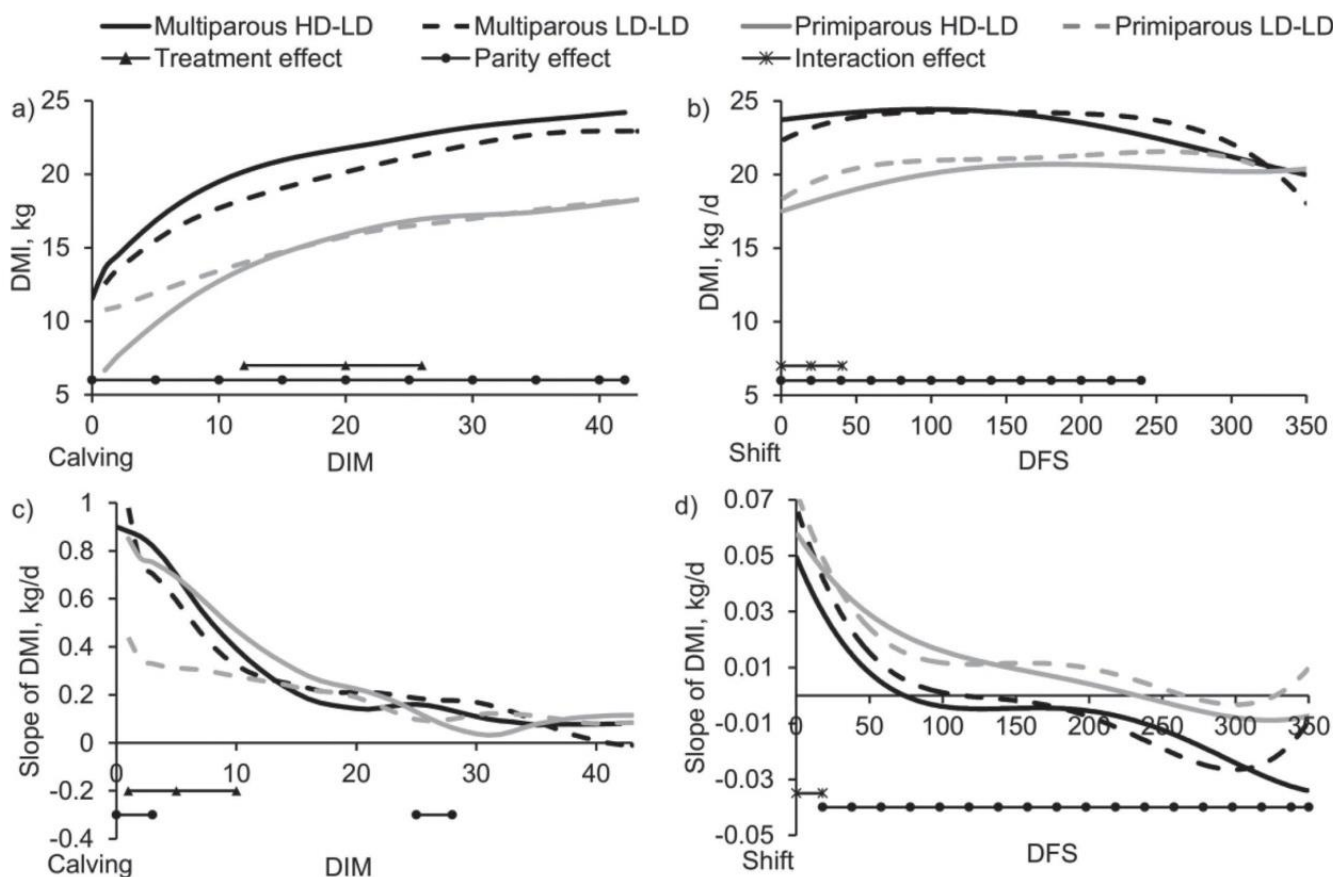 Multiparous HD-LD Multiparous LD-LD Primiparous HD-LD Primiparous LD-LD
Treatment effect Parity effect Interaction effect
a)
25
20
15
10
5
DMI, kg
0 10 20 30 40
Calving DIM
b)
25
20
15
10
5
DMI, kg /d
0 50 100 150 200 250 300 350
Shift DFS
c)
1
0.8
0.6
0.4
0.2
0
-0.2
-0.4
Slope of DMI, kg/d
0 10 20 30 40
Calving DIM
d)
0.07
0.05
0.03
0.01
-0.01
-0.03
-0.05
Slope of DMI, kg/d
0 50 100 150 200 250 300 350
Shift DFS